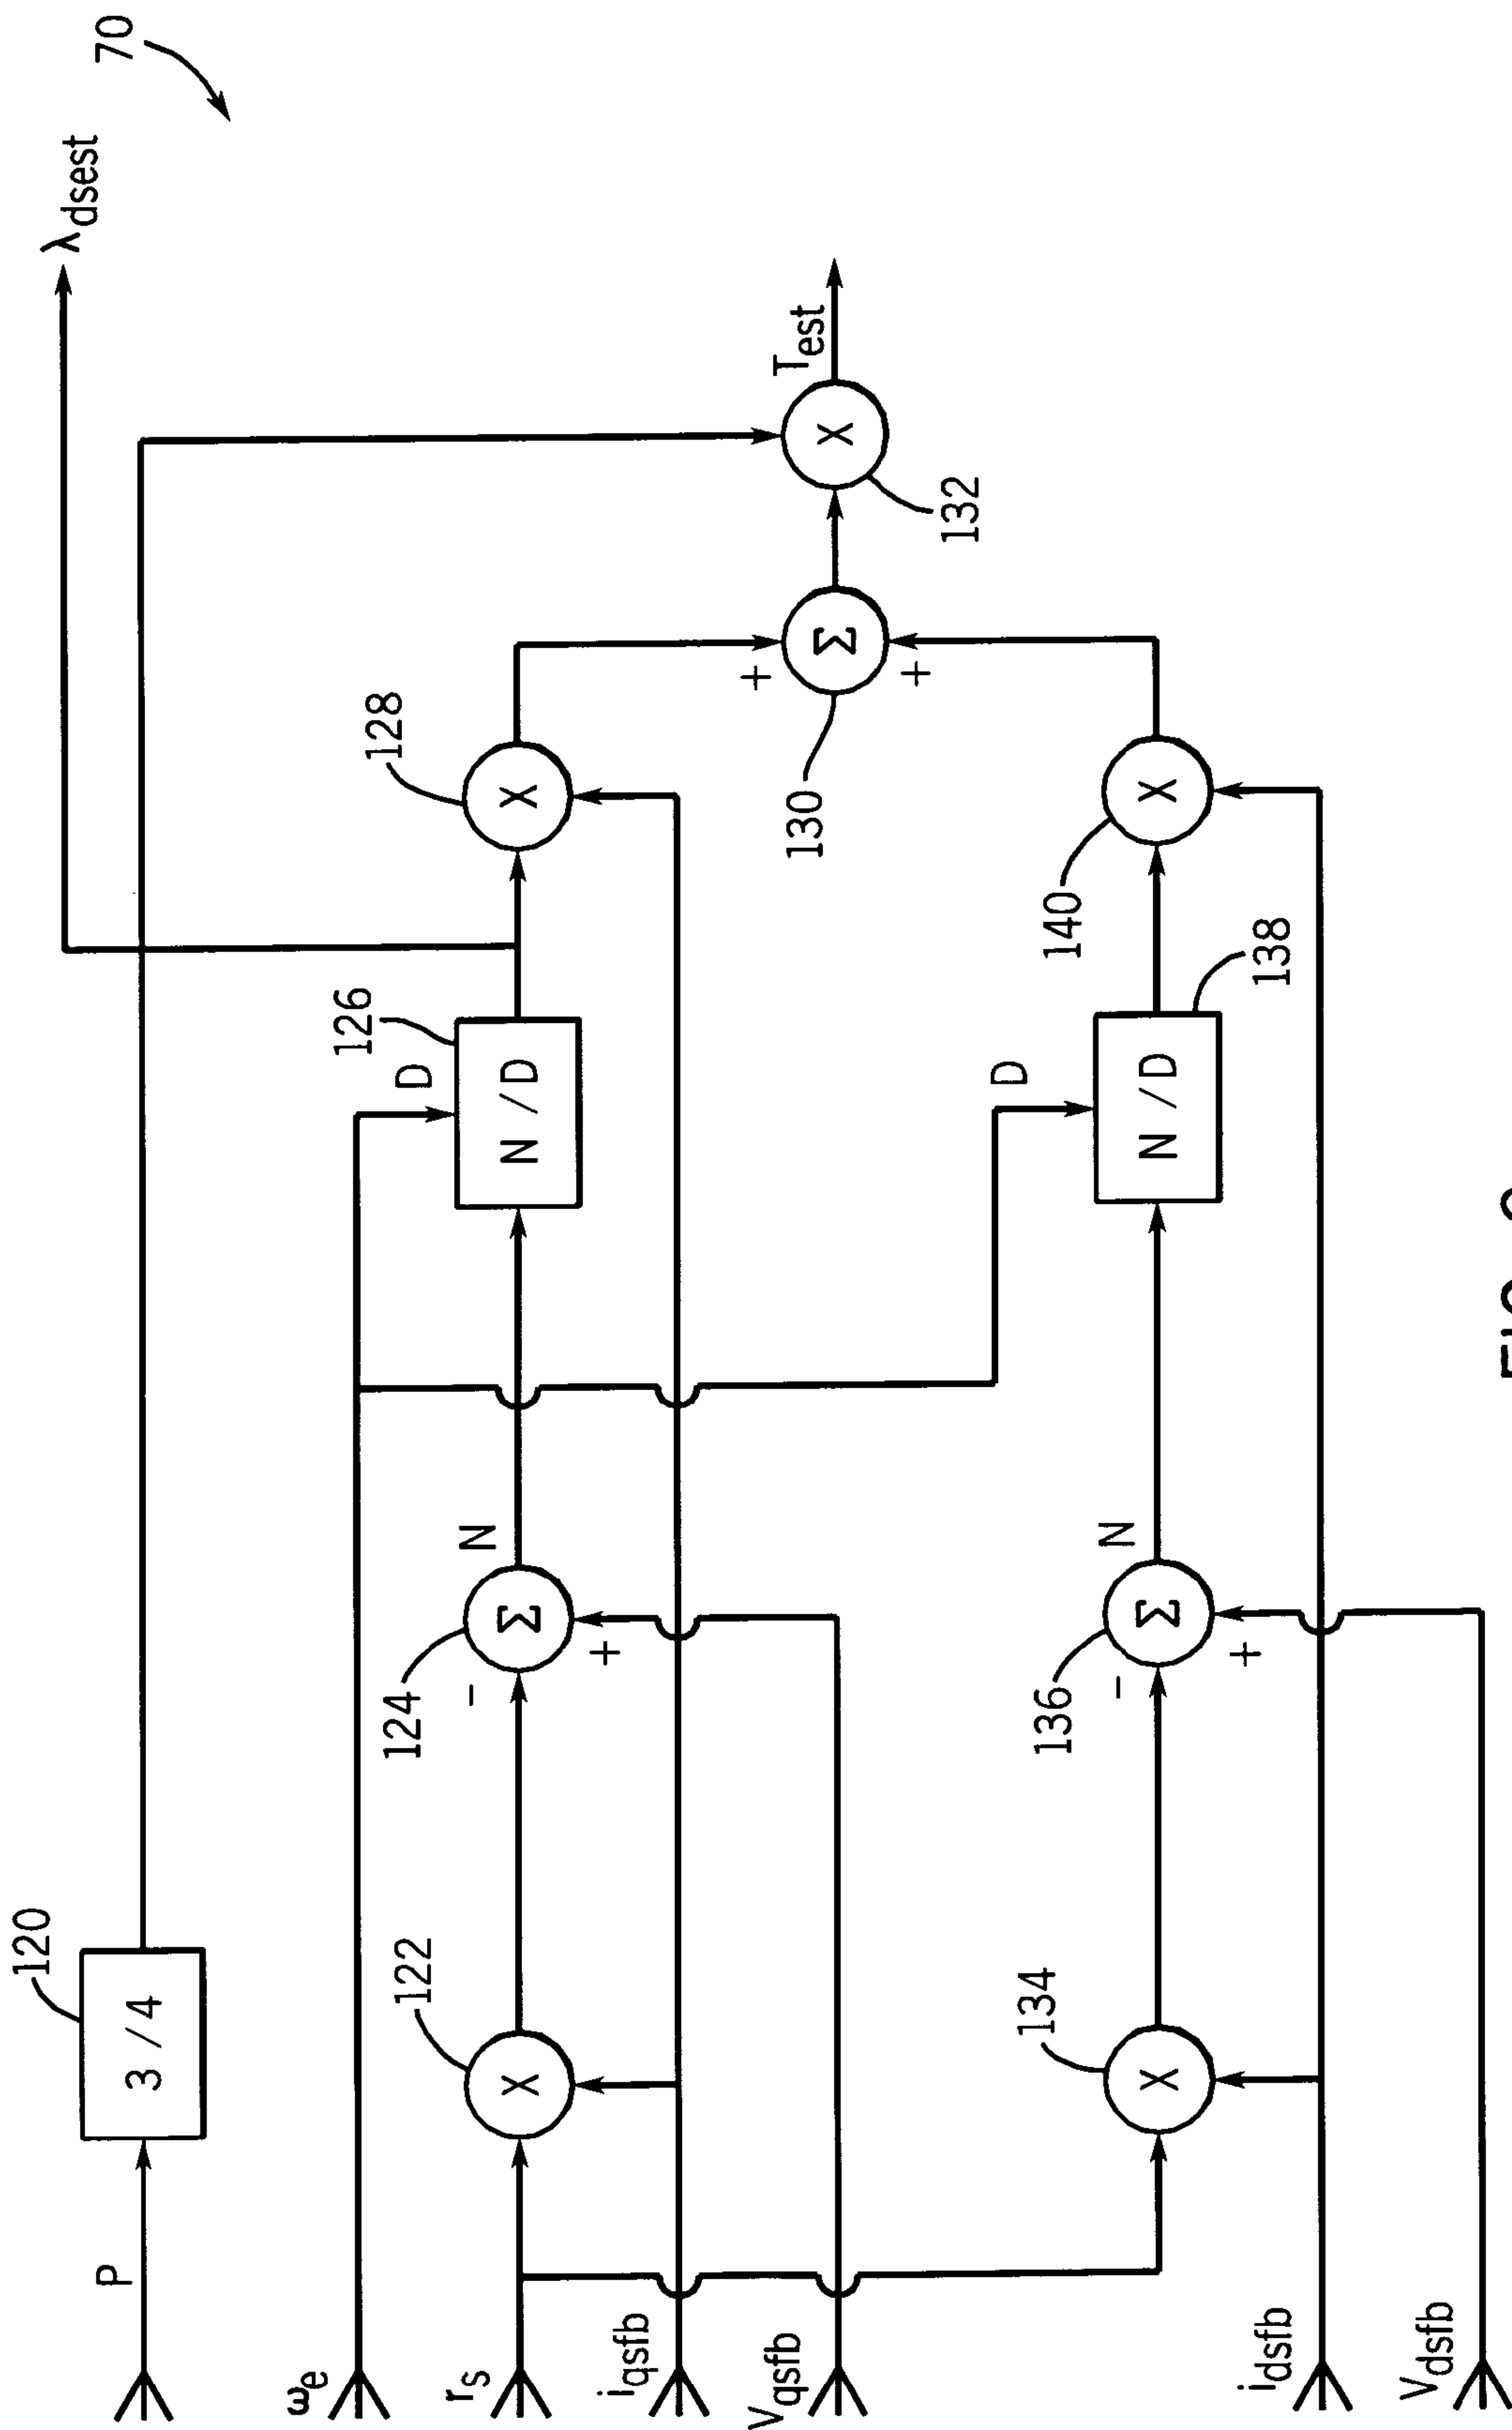 70
λdsest
P
120
3 / 4
ωe
rs
iqsfb
Vqsfb
idsfb
Vdsfb
122
X
124
Σ
-
+
N
D
126
N / D
128
X
130
Σ
+
+
132
X
Test
134
X
136
Σ
-
+
N
D
138
N / D
140
X